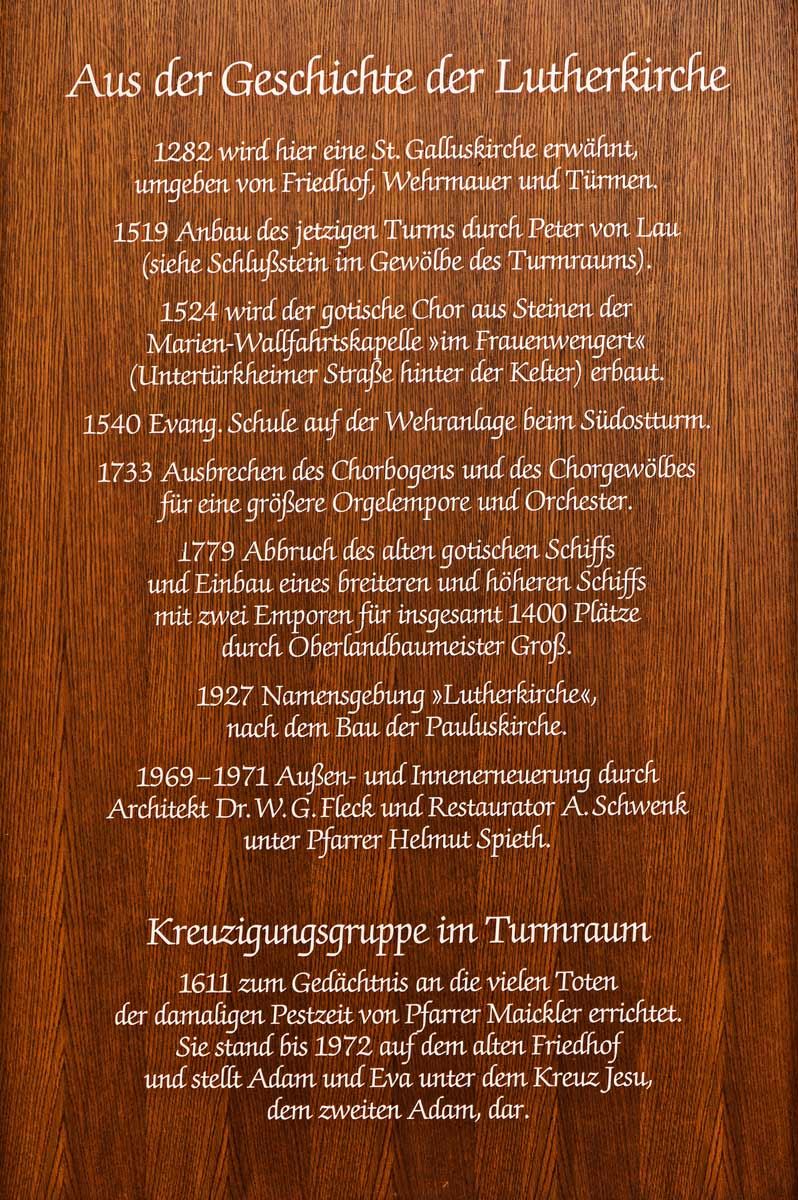 Aus der Geschichte der Lutherkirche
1282 wird hier eine St. Galluskirche erwähnt,
umgeben von Friedhof, Wehrmauer und Türmen.
1519 Anbau des jetzigen Turms durch Peter von Lau
(siehe Schlußstein im Gewölbe des Turmraums).
1524 wird der gotische Chor aus Steinen der
Marien-Wallfahrtskapelle »im Frauenwengert«
(Untertürkheimer Straße hinter der Kelter) erbaut.
1540 Evang. Schule auf der Wehranlage beim Südostturm.
1733 Ausbrechen des Chorbogens und des Chorgewölbes
für eine größere Orgelempore und Orchester.
1779 Abbruch des alten gotischen Schiffs
und Einbau eines breiteren und höheren Schiffs
mit zwei Emporen für insgesamt 1400 Plätze
durch Oberlandbaumeister Groß.
1927 Namensgebung »Lutherkirche«,
nach dem Bau der Pauluskirche.
1969–1971 Außen- und Innenerneuerung durch
Architekt Dr. W. G. Fleck und Restaurator A. Schwenk
unter Pfarrer Helmut Spieth.
Kreuzigungsgruppe im Turmraum
1611 zum Gedächtnis an die vielen Toten
der damaligen Pestzeit von Pfarrer Maickler errichtet.
Sie stand bis 1972 auf dem alten Friedhof
und stellt Adam und Eva unter dem Kreuz Jesu,
dem zweiten Adam, dar.